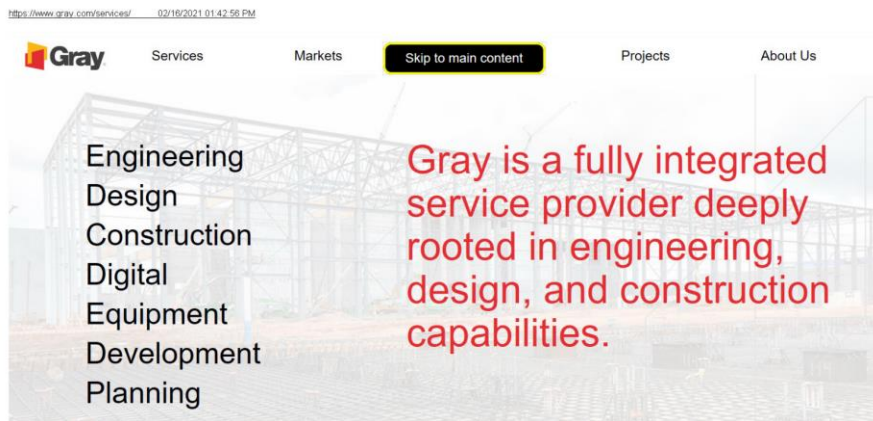 https://www.gray.com/services/ 02/16/2021 01:42:56 PM
Gray Services Markets Skip to main content Projects About Us
Engineering
Design
Construction
Digital
Equipment
Development
Planning
Gray is a fully integrated
service provider deeply
rooted in engineering,
design, and construction
capabilities.